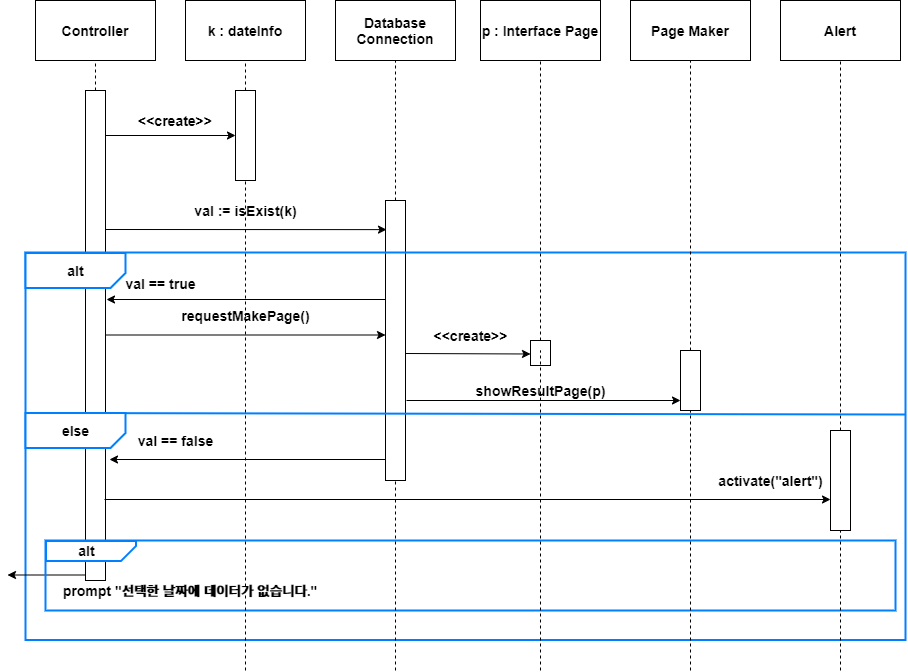 Controller
k : dateInfo
Database
Connection
p : Interface Page
Page Maker
Alert
<<create>>
val := isExist(k)
alt
val == true
requestMakePage()
<<create>>
showResultPage(p)
else
val == false
activate("alert")
alt
prompt "선택한 날짜에 데이터가 없습니다."